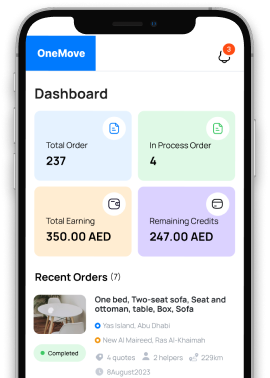 OneMove
3
Dashboard
Total Order
237
In Process Order
4
Total Earning
350.00 AED
Remaining Credits
247.00 AED
Recent Orders (7)
One bed, Two-seat sofa, Seat and
ottoman, table, Box, Sofa
Yas island, Abu Dhabi
New Al Maireed, Ras Al-Khaimah
Completed
4 quotes
2 helpers
229km
8August2023